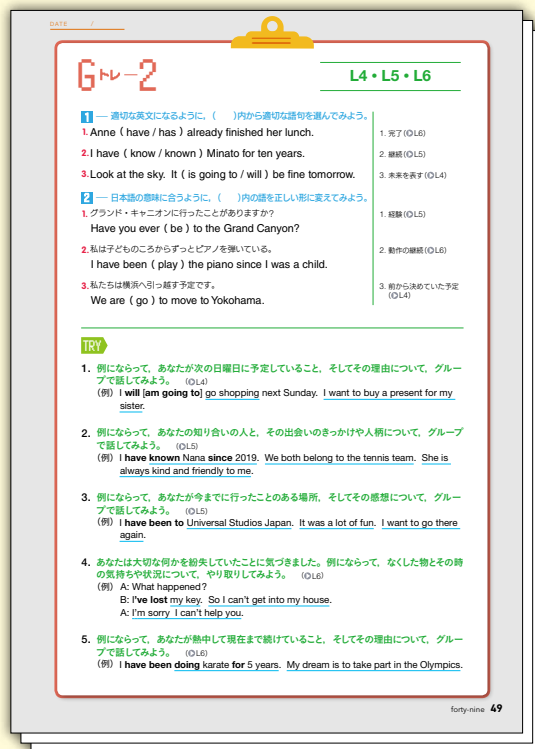 DATE /
Gトレー2
L4・L5・L6
1 — 適切な英文になるように，（ ）内から適切な語句を選んでみよう。
1. Anne ( have / has ) already finished her lunch.
1. 完了(L6)
2. I have ( know / known ) Minato for ten years.
2. 継続(L5)
3. Look at the sky. It ( is going to / will ) be fine tomorrow.
3. 未来を表す(L4)
2 — 日本語の意味に合うように，（ ）内の語を正しい形に変えてみよう。
1. グランド・キャニオンに行ったことがありますか？
1. 経験(L5)
Have you ever ( be ) to the Grand Canyon?
2. 私は子どものころからずっとピアノを弾いている。
2. 動作の継続(L6)
I have been ( play ) the piano since I was a child.
3. 私たちは横浜へ引っ越す予定です。
3. 前から決めていた予定
(L4)
We are ( go ) to move to Yokohama.
TRY
1. 例にならって，あなたが次の日曜日に予定していること，そしてその理由について，グルー
プで話してみよう。 (L4)
（例） I will [am going to] go shopping next Sunday. I want to buy a present for my
sister.
2. 例にならって，あなたの知り合いの人と，その出会いのきっかけや人柄について，グループ
で話してみよう。 (L5)
（例） I have known Nana since 2019. We both belong to the tennis team. She is
always kind and friendly to me.
3. 例にならって，あなたが今までに行ったことのある場所，そしてその感想について，グルー
プで話してみよう。 (L5)
（例） I have been to Universal Studios Japan. It was a lot of fun. I want to go there
again.
4. あなたは大切な何かを紛失していたことに気づきました。例にならって，なくした物とその時
の気持ちや状況について，やり取りしてみよう。 (L6)
（例） A: What happened?
B: I've lost my key. So I can't get into my house.
A: I'm sorry I can't help you.
5. 例にならって，あなたが熱中して現在まで続けていること，そしてその理由について，グルー
プで話してみよう。 (L6)
（例） I have been doing karate for 5 years. My dream is to take part in the Olympics.
forty-nine 49